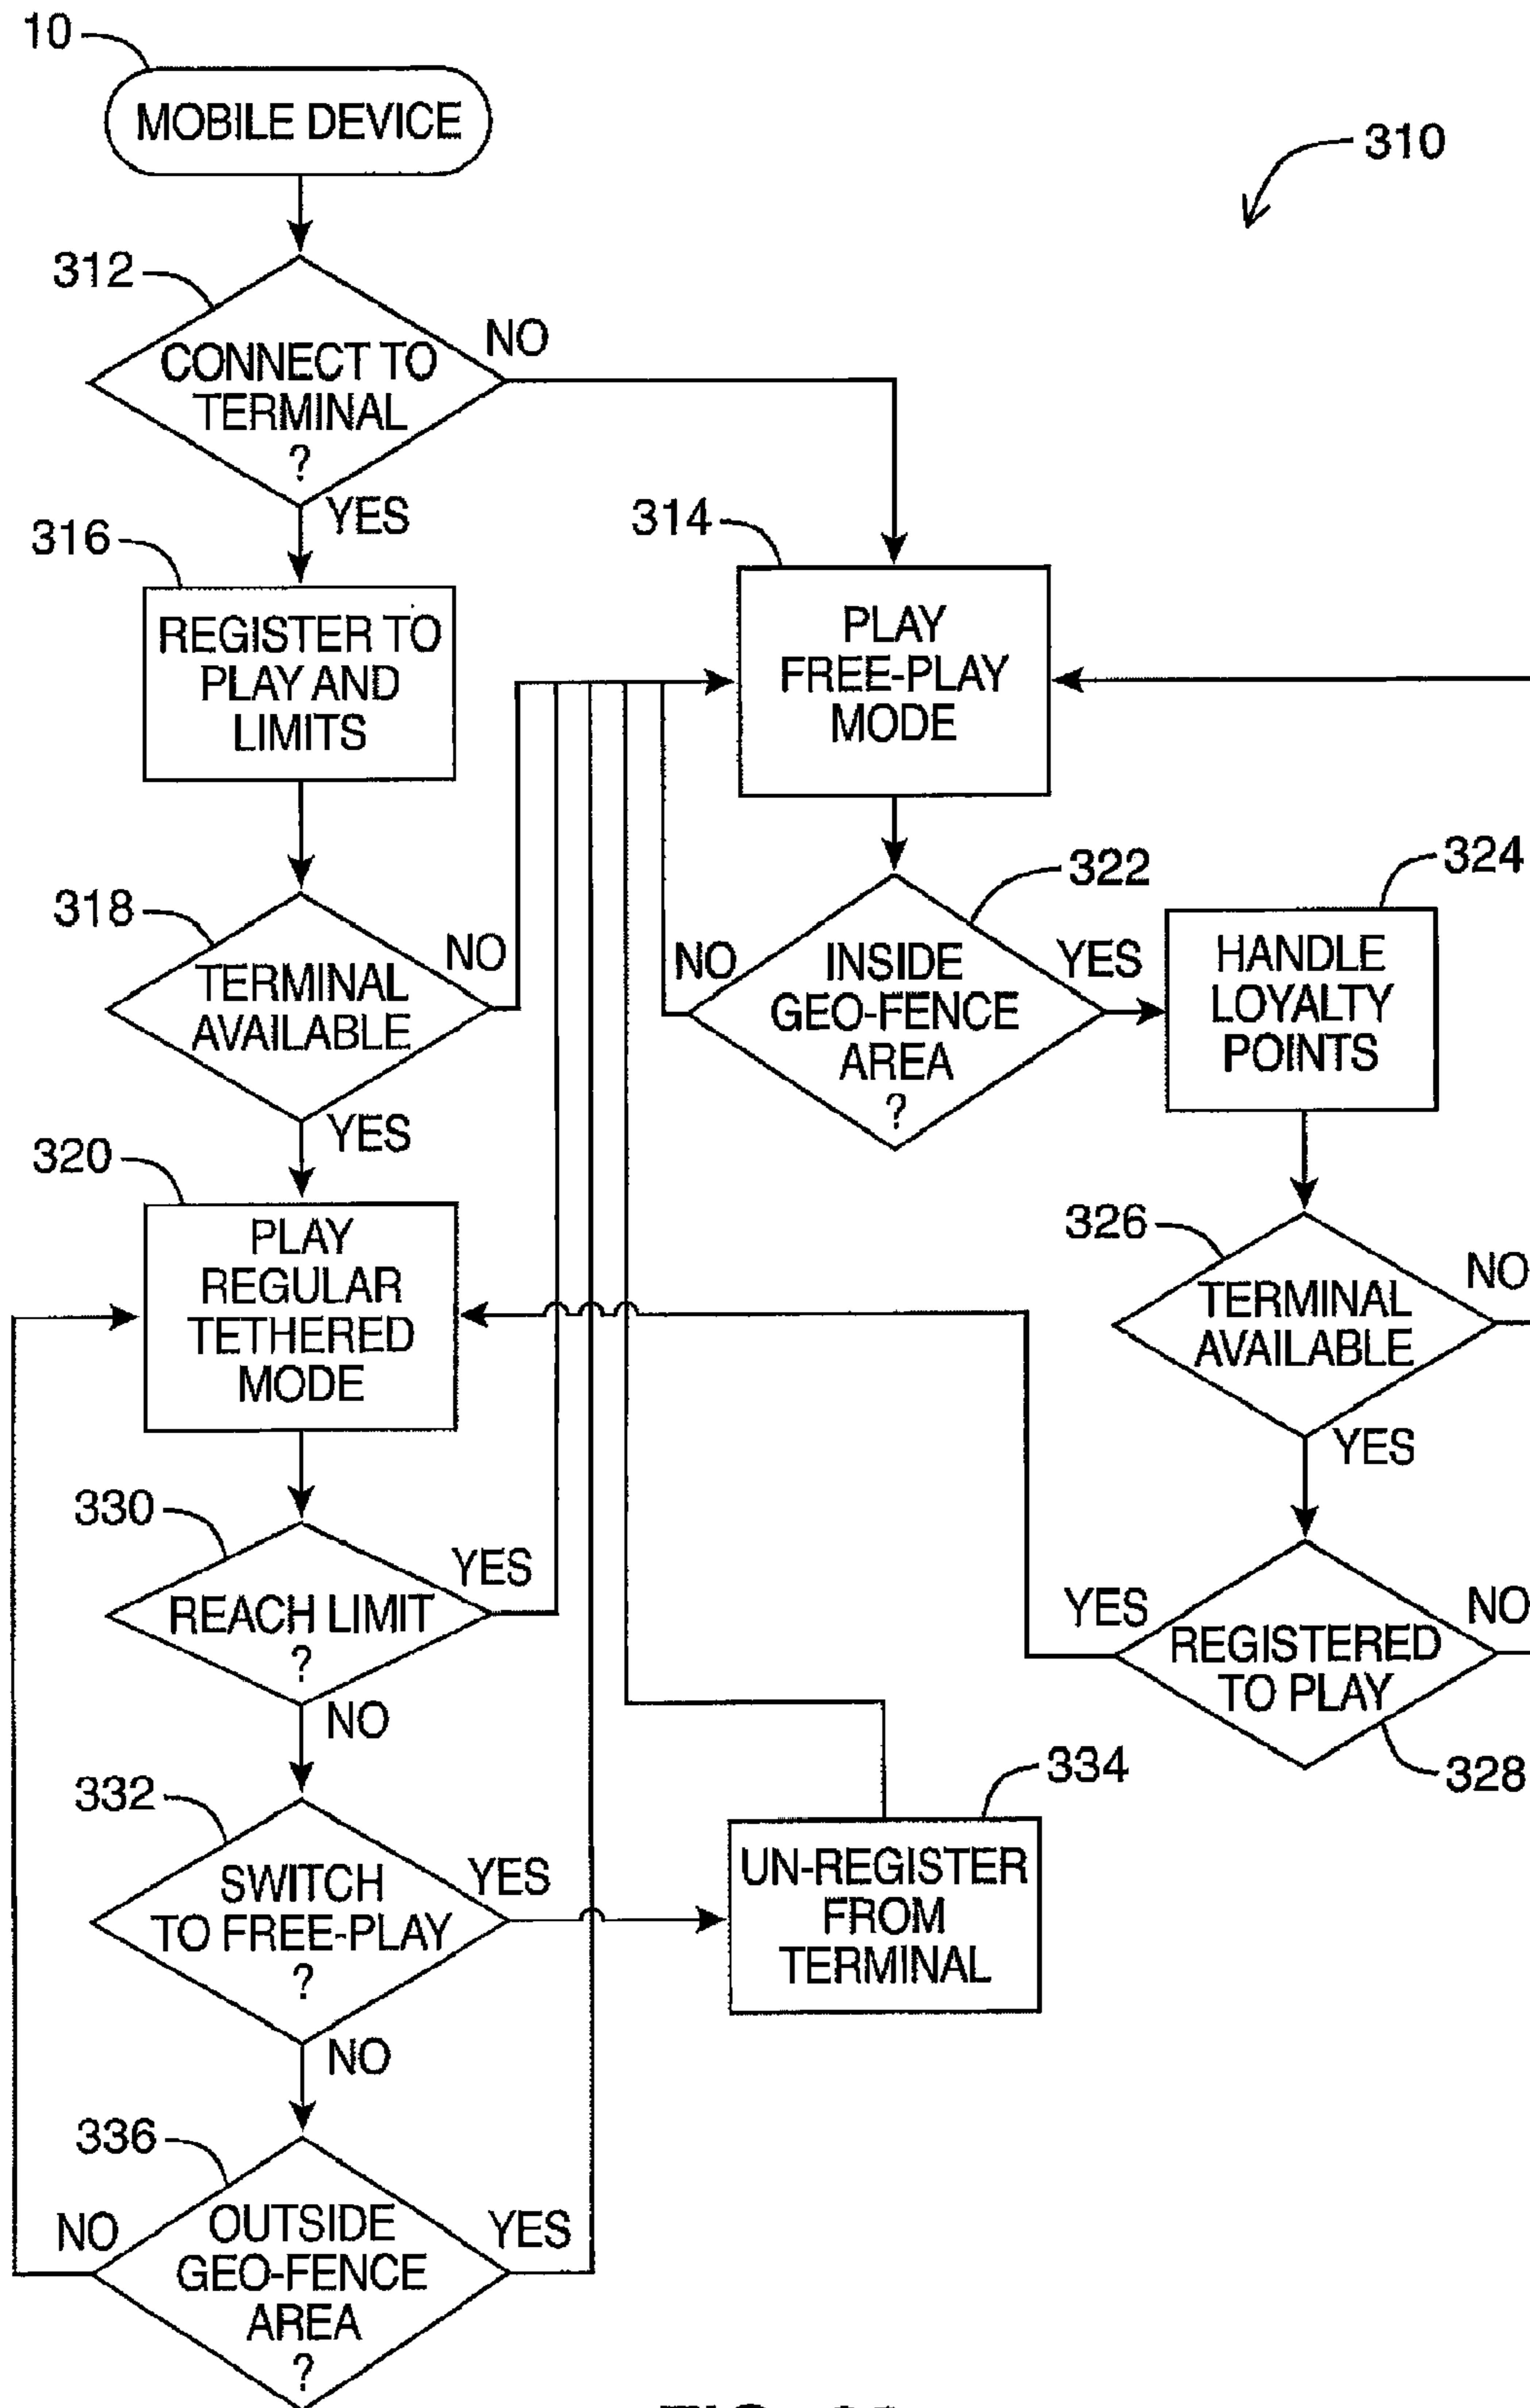 10
MOBILE DEVICE
310
312
CONNECT TO
TERMINAL
?
NO
YES
316
REGISTER TO
PLAY AND
LIMITS
314
PLAY
FREE-PLAY
MODE
318
TERMINAL
AVAILABLE
NO
YES
322
INSIDE
GEO-FENCE
AREA
?
NO
YES
324
HANDLE
LOYALTY
POINTS
320
PLAY
REGULAR
TETHERED
MODE
326
TERMINAL
AVAILABLE
NO
YES
330
REACH LIMIT
?
YES
NO
328
REGISTERED
TO PLAY
YES
NO
332
SWITCH
TO FREE-PLAY
?
YES
NO
334
UN-REGISTER
FROM
TERMINAL
336
OUTSIDE
GEO-FENCE
AREA
?
NO
YES